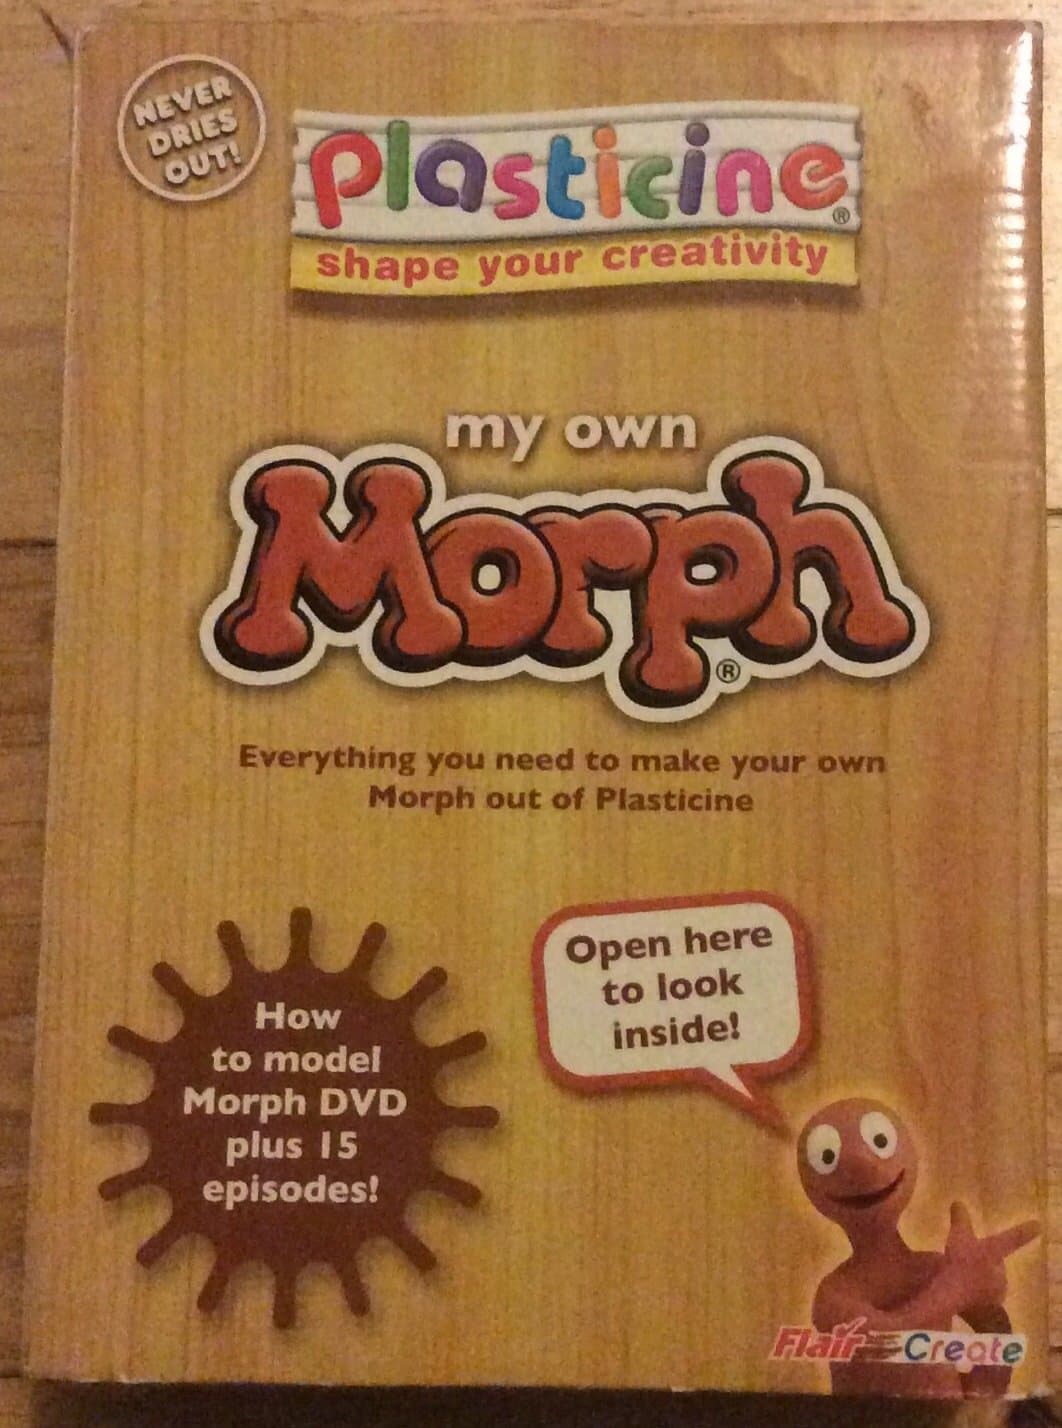 NEVER
DRIES
OUT!
Plasticine®
shape your creativity
my own
Morph®
Everything you need to make your own
Morph out of Plasticine
Open here
to look
inside!
How
to model
Morph DVD
plus 15
episodes!
Flair Create